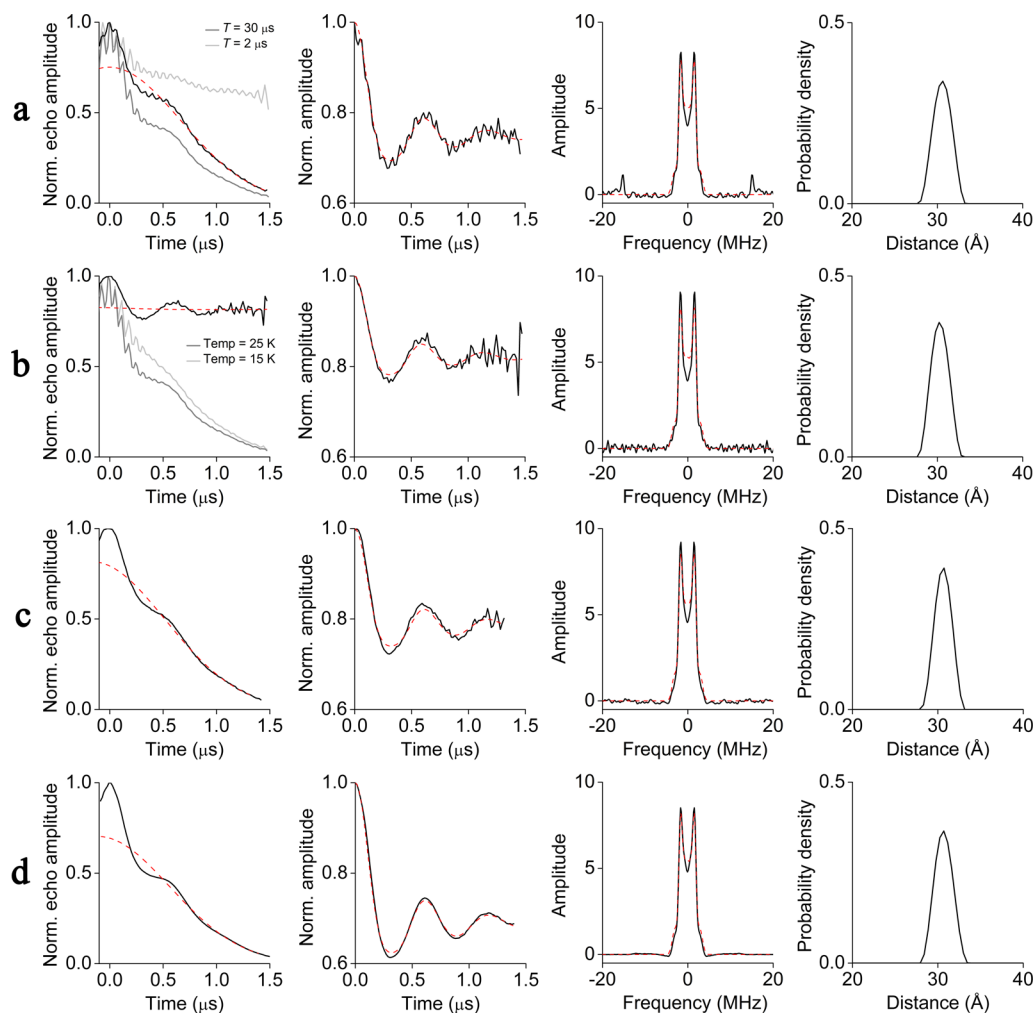 a
Norm. echo amplitude
1.0
0.5
0.0
T = 30 μs
T = 2 μs
0.0 0.5 1.0 1.5
Time (μs)
Norm. amplitude
1.0
0.8
0.6
0.0 0.5 1.0 1.5
Time (μs)
Amplitude
10
5
0
-20 0 20
Frequency (MHz)
Probability density
0.5
0.0
20 30 40
Distance (Å)
b
Norm. echo amplitude
1.0
0.5
0.0
Temp = 25 K
Temp = 15 K
0.0 0.5 1.0 1.5
Time (μs)
Norm. amplitude
1.0
0.8
0.6
0.0 0.5 1.0 1.5
Time (μs)
Amplitude
10
5
0
-20 0 20
Frequency (MHz)
Probability density
0.5
0.0
20 30 40
Distance (Å)
c
Norm. echo amplitude
1.0
0.5
0.0
0.0 0.5 1.0 1.5
Time (μs)
Norm. amplitude
1.0
0.8
0.6
0.0 0.5 1.0 1.5
Time (μs)
Amplitude
10
5
0
-20 0 20
Frequency (MHz)
Probability density
0.5
0.0
20 30 40
Distance (Å)
d
Norm. echo amplitude
1.0
0.5
0.0
0.0 0.5 1.0 1.5
Time (μs)
Norm. amplitude
1.0
0.8
0.6
0.0 0.5 1.0 1.5
Time (μs)
Amplitude
10
5
0
-20 0 20
Frequency (MHz)
Probability density
0.5
0.0
20 30 40
Distance (Å)